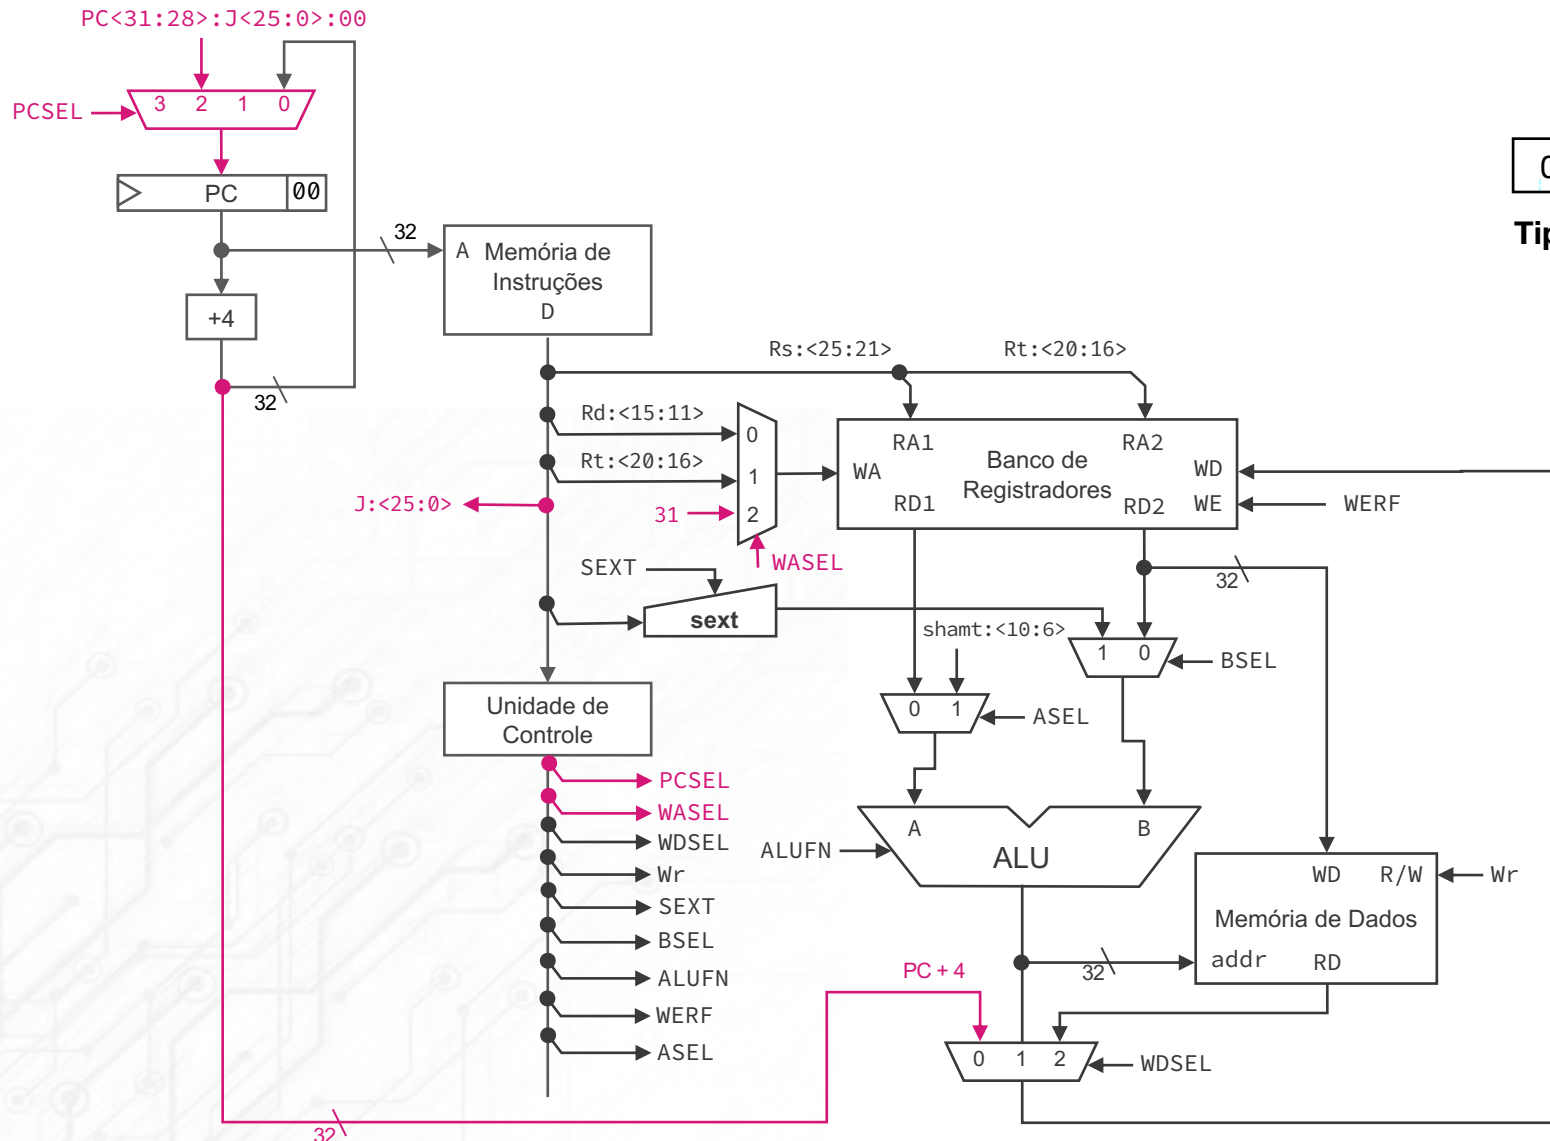 PC<31:28>:J<25:0>:00
PCSEL
3 2 1 0
PC
00
32
+4
32
A
Memória de
Instruções
D
Tip
Rs:<25:21>
Rt:<20:16>
Rd:<15:11>
0
Rt:<20:16>
1
J:<25:0>
31
2
WASEL
RA1
RA2
WA
Banco de
Registradores
WD
RD1
RD2
WE
WERF
SEXT
sext
32
shamt:<10:6>
1 0
BSEL
0 1
ASEL
Unidade de
Controle
PCSEL
WASEL
WDSEL
Wr
SEXT
BSEL
ALUFN
WERF
ASEL
A
B
ALUFN
ALU
WD
R/W
Wr
Memória de Dados
addr
RD
32
PC + 4
0 1 2
WDSEL
32